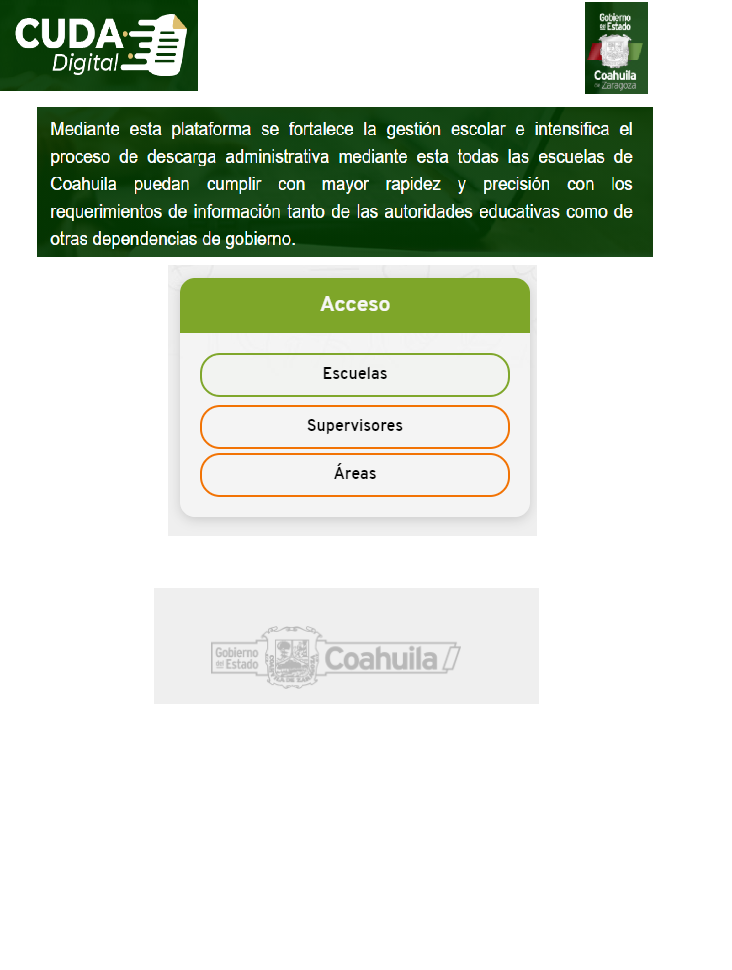 CUDA
Digital
Gobierno
del Estado
Coahuila
de Zaragoza
Mediante esta plataforma se fortalece la gestión escolar e intensifica el
proceso de descarga administrativa mediante esta todas las escuelas de
Coahuila puedan cumplir con mayor rapidez y precisión con los
requerimientos de información tanto de las autoridades educativas como de
otras dependencias de gobierno.
Acceso
Escuelas
Supervisores
Áreas
Gobierno
del Estado
Coahuila